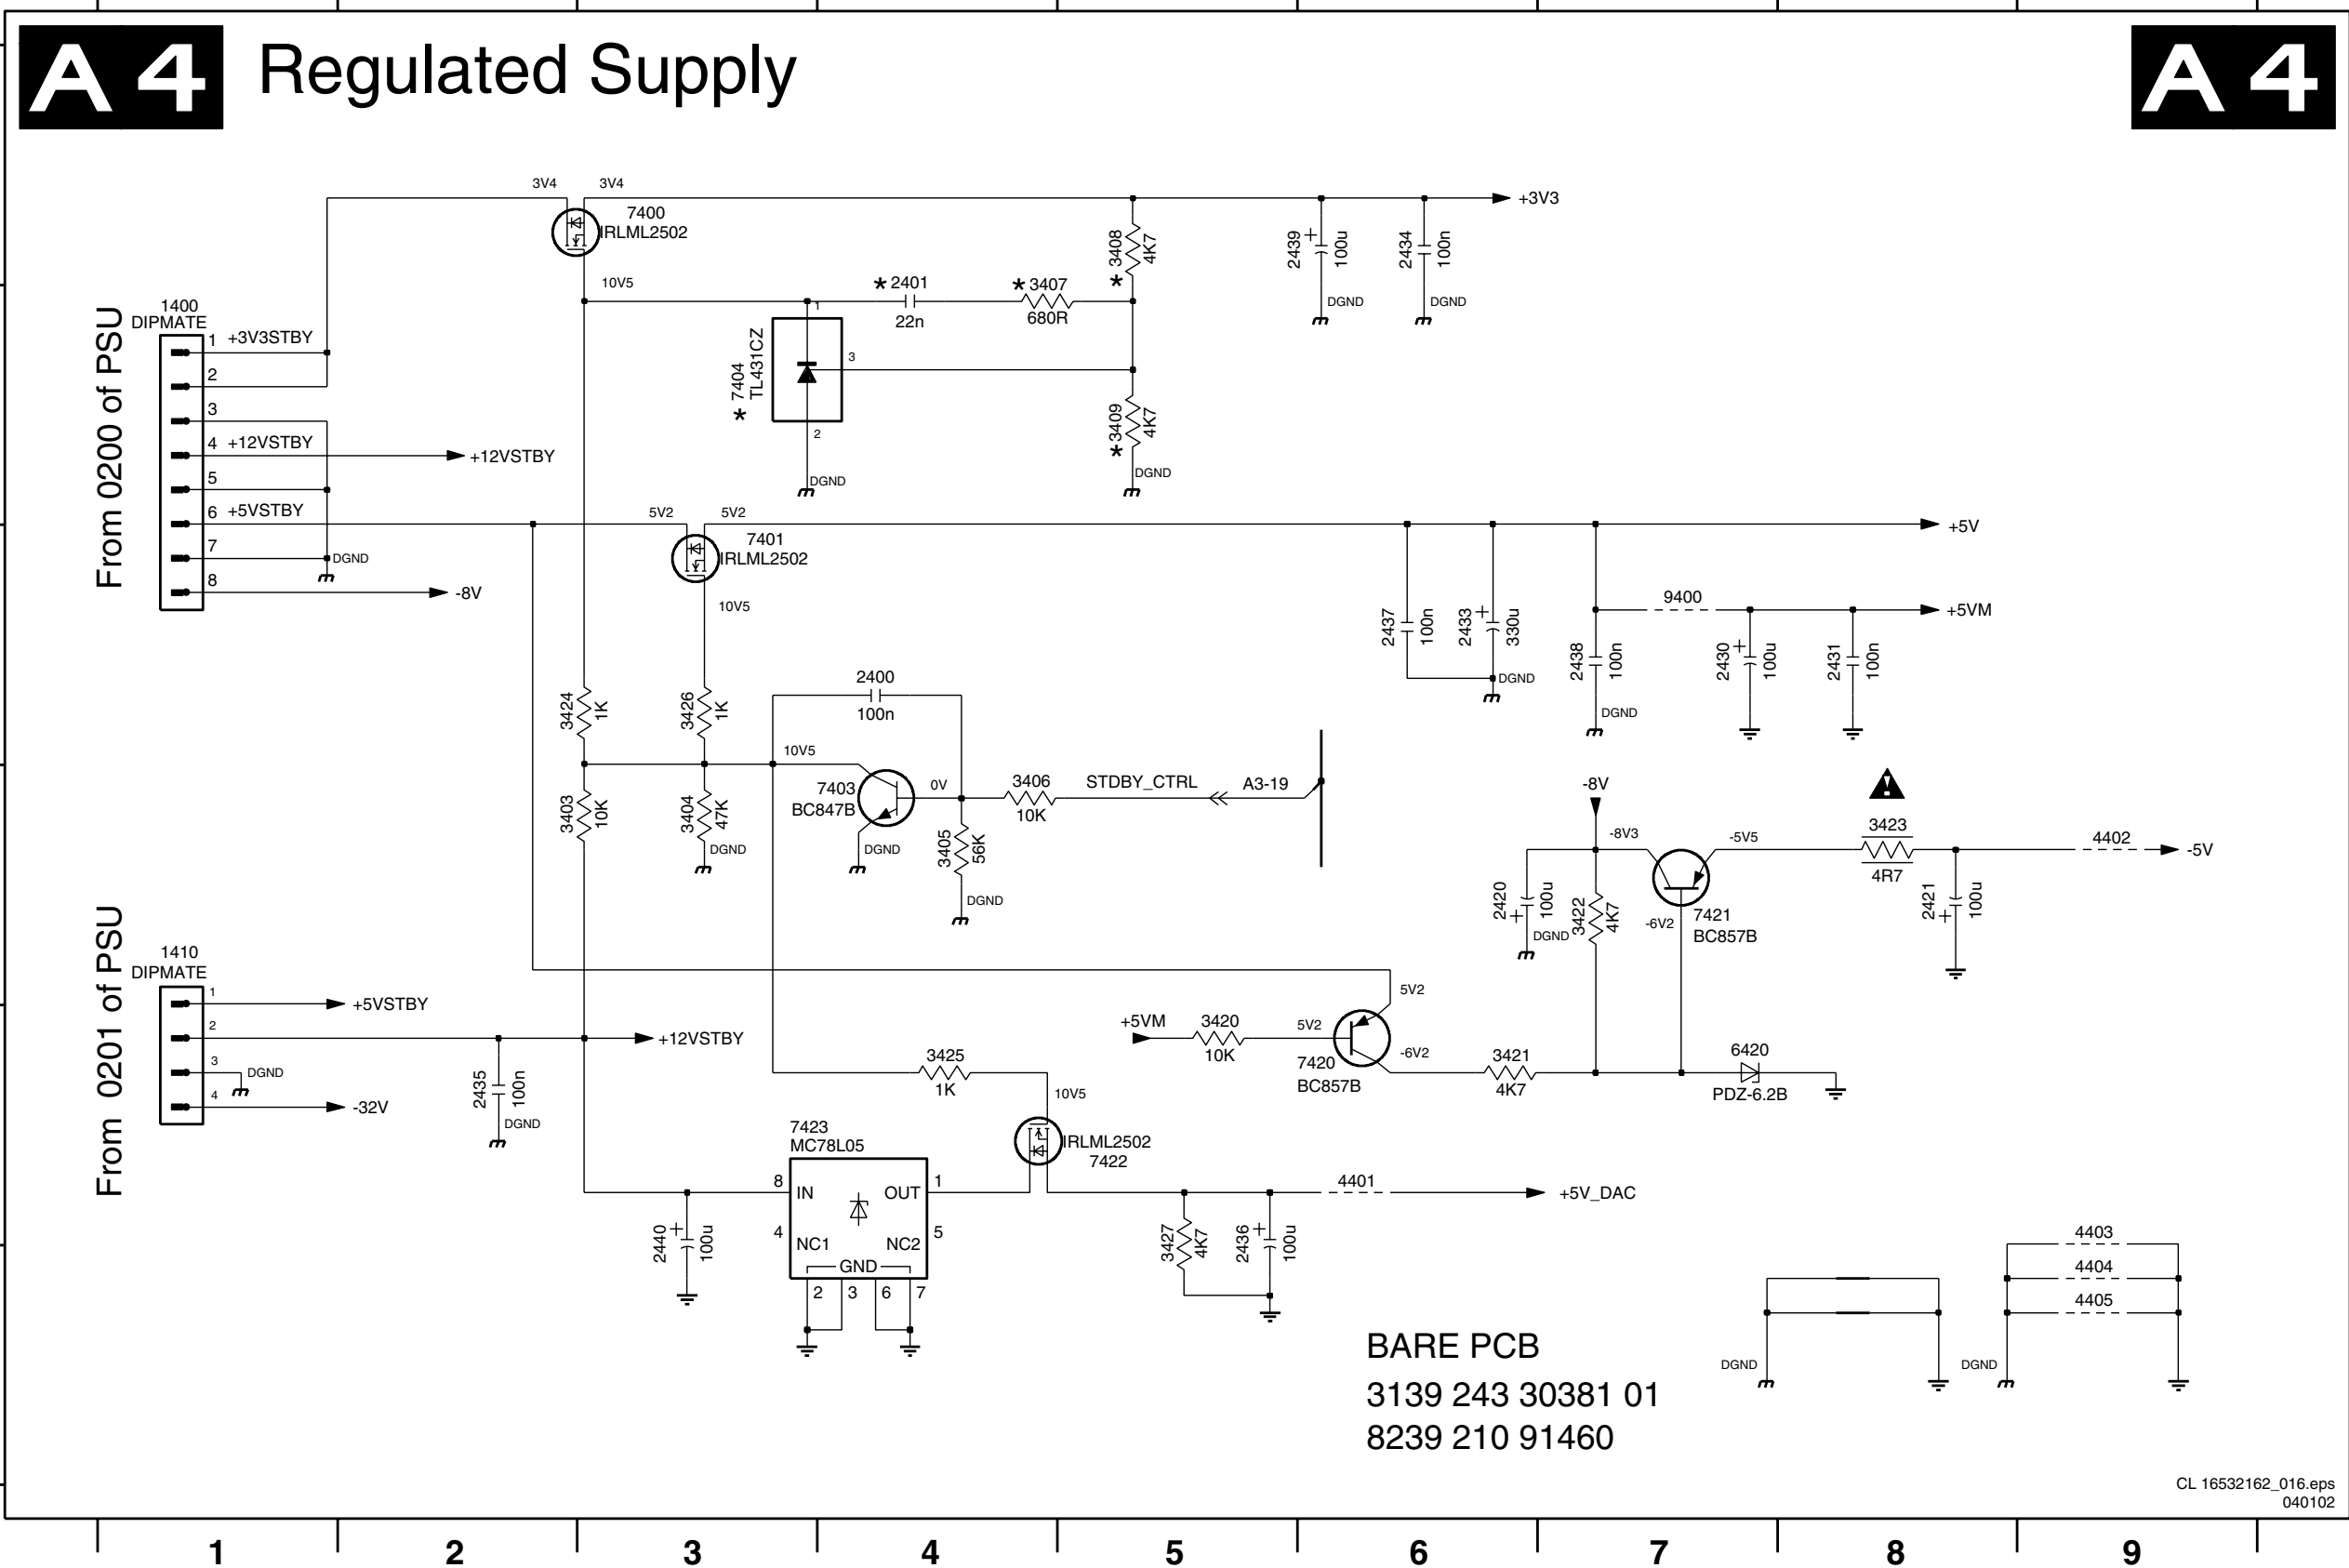 A 4 Regulated Supply A 4
3V4 3V4
7400
IRLML2502
+3V3
3408
4K7
*
2439
+
100u
2434
100n
10V5
* 2401
22n
* 3407
680R
DGND
DGND
From 0200 of PSU
1400
DIPMATE
1 +3V3STBY
2
3
4 +12VSTBY
+12VSTBY
5
6 +5VSTBY
7
DGND
8
-8V
1
* 7404
TL431CZ
3
2
DGND
* 3409
4K7
DGND
5V2 5V2
7401
IRLML2502
10V5
+5V
9400
+5VM
2437
100n
2433
+
330u
DGND
2438
100n
DGND
2430
+
100u
2431
100n
3424
1K
3426
1K
2400
100n
10V5
7403
BC847B
0V
3406
10K
STDBY_CTRL
A3-19
3403
10K
3404
47K
DGND
DGND
3405
56K
DGND
-8V
-8V3
-5V5
3423
4R7
4402
-5V
2420
+
100u
DGND
3422
4K7
-6V2
7421
BC857B
2421
+
100u
From 0201 of PSU
1410
DIPMATE
1
+5VSTBY
2
+12VSTBY
3
DGND
4
-32V
2435
100n
DGND
3425
1K
10V5
+5VM
3420
10K
5V2
5V2
7420
BC857B
-6V2
3421
4K7
6420
PDZ-6.2B
7423
MC78L05
8 IN OUT 1
4 NC1 NC2 5
GND
2 3 6 7
IRLML2502
7422
2440
+
100u
4401
+5V_DAC
3427
4K7
2436
+
100u
4403
4404
4405
DGND
DGND
BARE PCB
3139 243 30381 01
8239 210 91460
CL 16532162_016.eps
040102
1 2 3 4 5 6 7 8 9